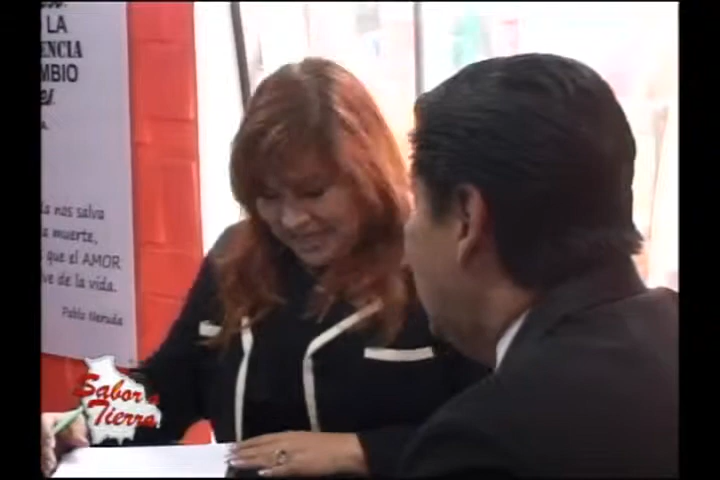 LA
ENCIA
MBIO
a nos salva
a muerte,
que el AMOR
ve de la vida.
Pablo Neruda
Sabor a
Tierra